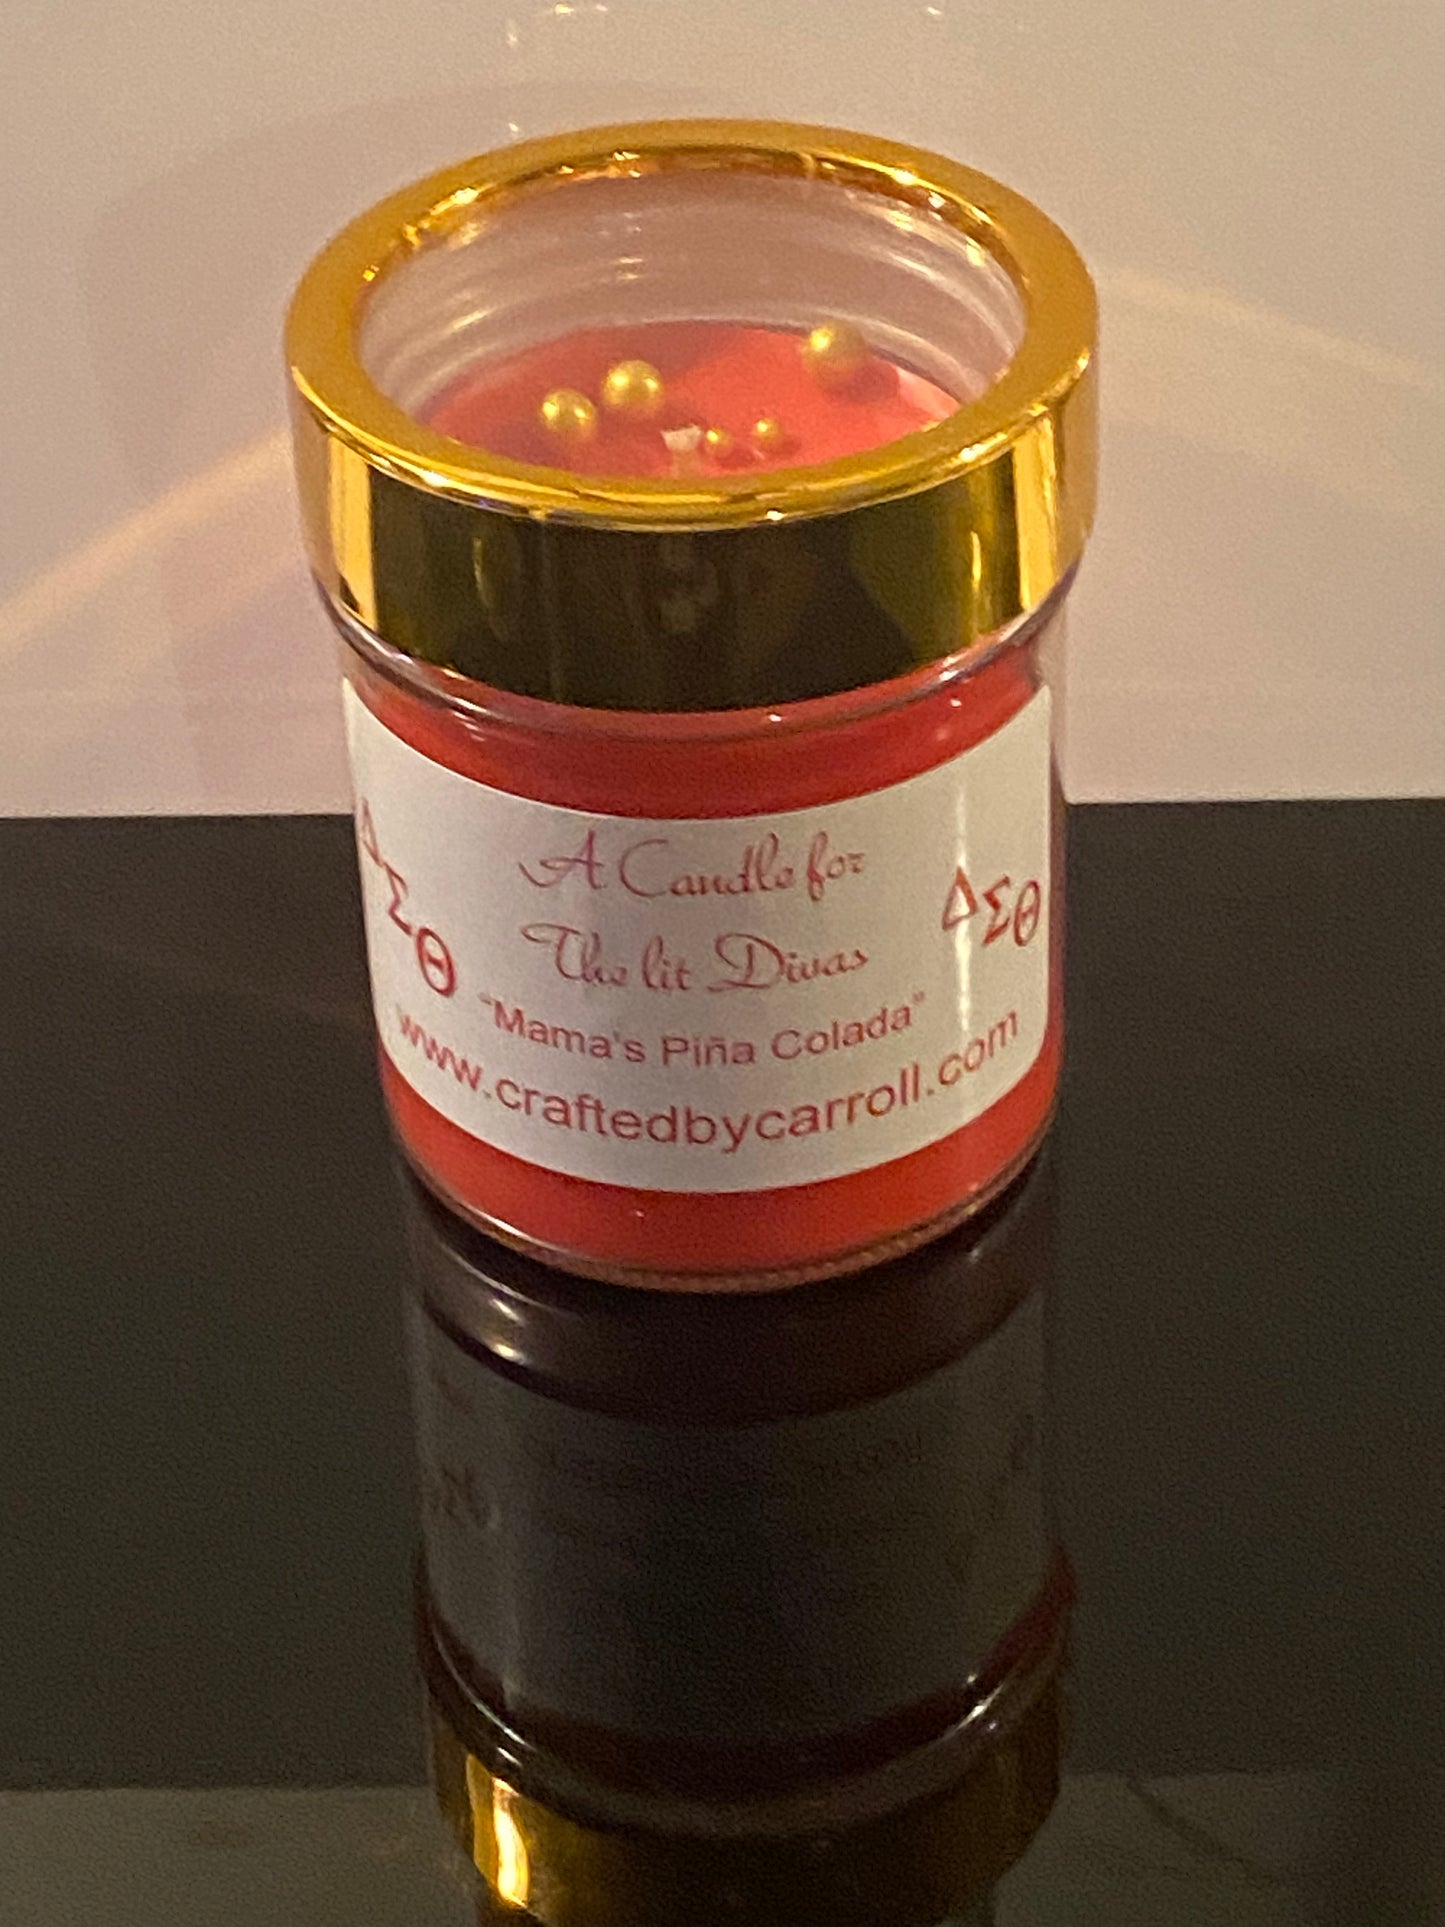 A Candle for
The lit Divas
ΔΣΘ
ΔΣΘ
"Mama's Piña Colada"
www.craftedbycarroll.com